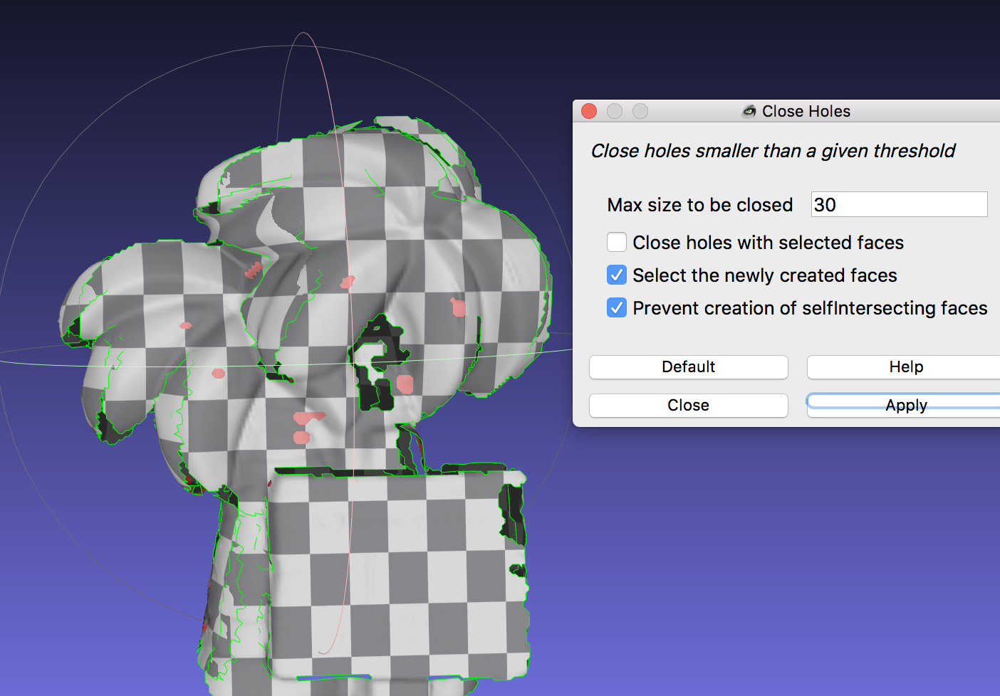 Close Holes
Close holes smaller than a given threshold
Max size to be closed 30
Close holes with selected faces
Select the newly created faces
Prevent creation of selfIntersecting faces
Default Help
Close Apply